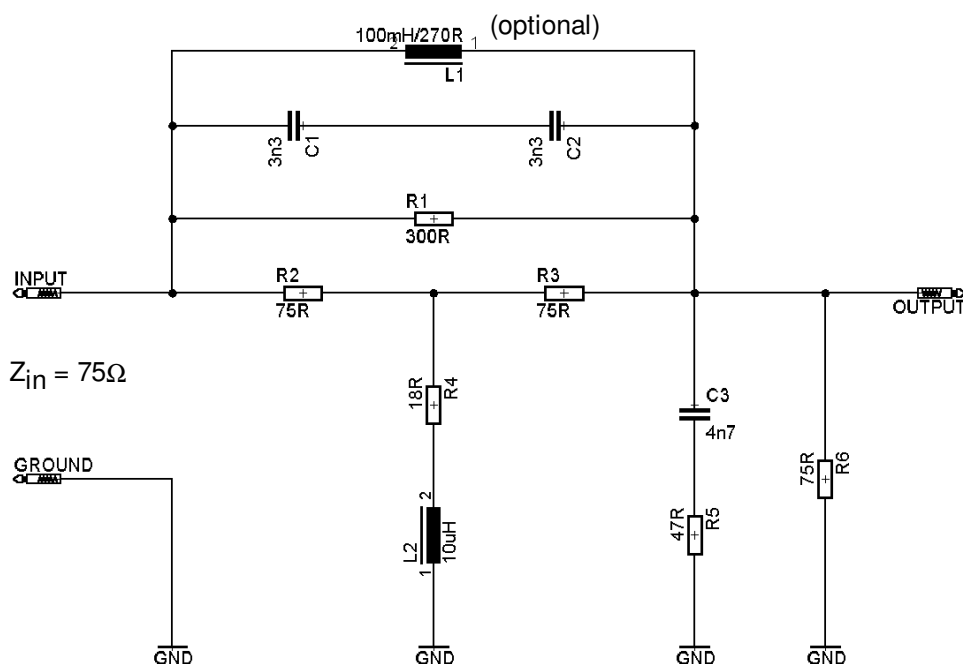 (optional)
100mH/270R
2 1
L1
3n3
C1
3n3
C2
R1
300R
INPUT
R2
75R
R3
75R
OUTPUT
Zin = 75Ω
18R
R4
C3
4n7
GROUND
75R
R6
2
L2
10uH
1
47R
R5
GND
GND
GND
GND